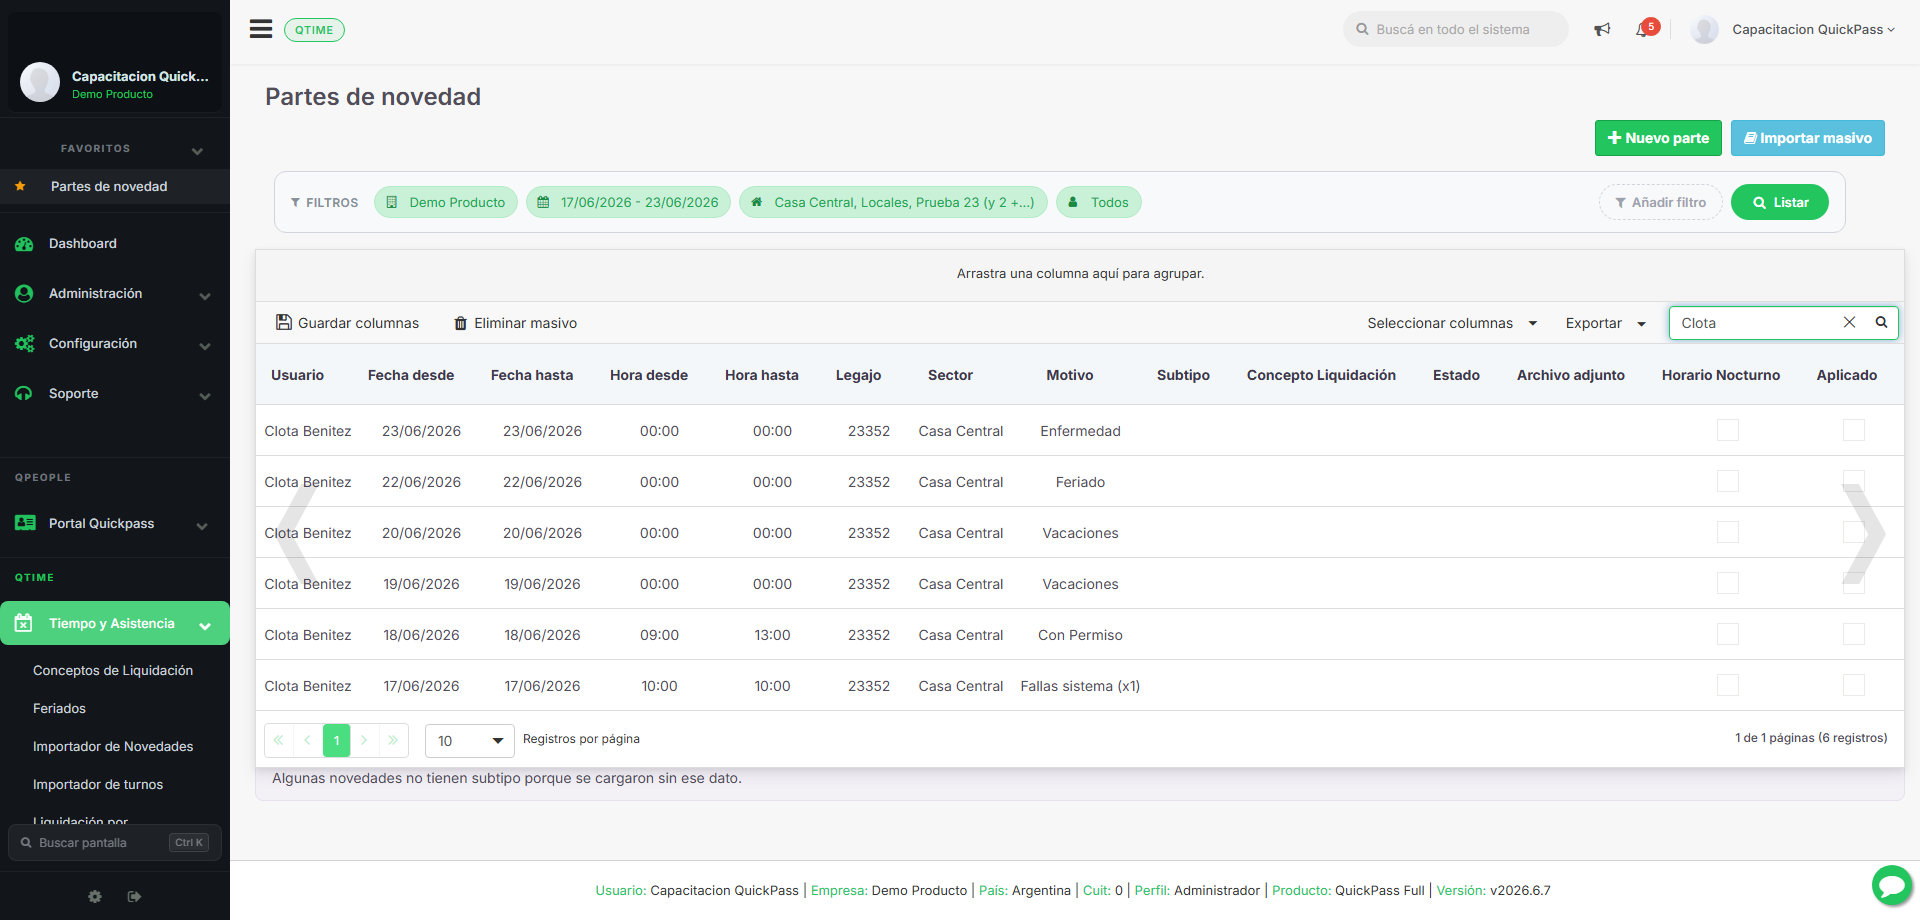 Capacitacion Quick...
Demo Producto
FAVORITOS
Partes de novedad
Dashboard
Administración
Configuración
Soporte
QPEOPLE
Portal Quickpass
QTIME
Tiempo y Asistencia
Conceptos de Liquidación
Feriados
Importador de Novedades
Importador de turnos
Liquidación por
Buscar pantalla Ctrl K
QTIME
Buscá en todo el sistema
5
Capacitacion QuickPass
Partes de novedad
Nuevo parte
Importar masivo
FILTROS
Demo Producto
17/06/2026 - 23/06/2026
Casa Central, Locales, Prueba 23 (y 2 +...)
Todos
Añadir filtro
Listar
Arrastra una columna aquí para agrupar.
Guardar columnas
Eliminar masivo
Seleccionar columnas
Exportar
Clota
Usuario Fecha desde Fecha hasta Hora desde Hora hasta Legajo Sector Motivo Subtipo Concepto Liquidación Estado Archivo adjunto Horario Nocturno Aplicado
Clota Benitez 23/06/2026 23/06/2026 00:00 00:00 23352 Casa Central Enfermedad
Clota Benitez 22/06/2026 22/06/2026 00:00 00:00 23352 Casa Central Feriado
Clota Benitez 20/06/2026 20/06/2026 00:00 00:00 23352 Casa Central Vacaciones
Clota Benitez 19/06/2026 19/06/2026 00:00 00:00 23352 Casa Central Vacaciones
Clota Benitez 18/06/2026 18/06/2026 09:00 13:00 23352 Casa Central Con Permiso
Clota Benitez 17/06/2026 17/06/2026 10:00 10:00 23352 Casa Central Fallas sistema (x1)
1
10
Registros por página
1 de 1 páginas (6 registros)
Algunas novedades no tienen subtipo porque se cargaron sin ese dato.
Usuario: Capacitacion QuickPass | Empresa: Demo Producto | País: Argentina | Cuit: 0 | Perfil: Administrador | Producto: QuickPass Full | Versión: v2026.6.7